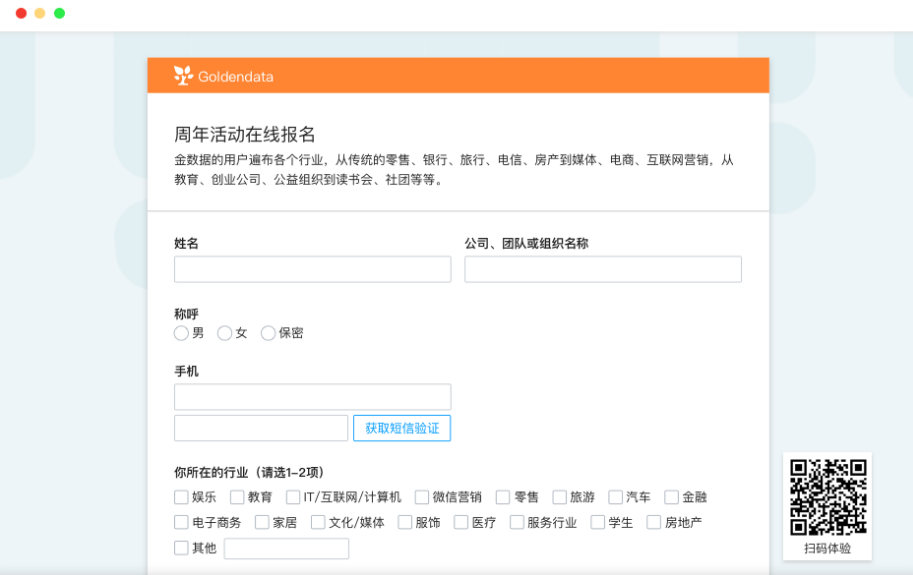 Goldendata
周年活动在线报名
金数据的用户遍布各个行业，从传统的零售、银行、旅行、电信、房产到媒体、电商、互联网营销，从
教育、创业公司、公益组织到读书会、社团等等。
姓名 公司、团队或组织名称
称呼
男 女 保密
手机
获取短信验证
你所在的行业（请选1-2项）
娱乐 教育 IT/互联网/计算机 微信营销 零售 旅游 汽车 金融
电子商务 家居 文化/媒体 服饰 医疗 服务行业 学生 房地产
其他
扫码体验